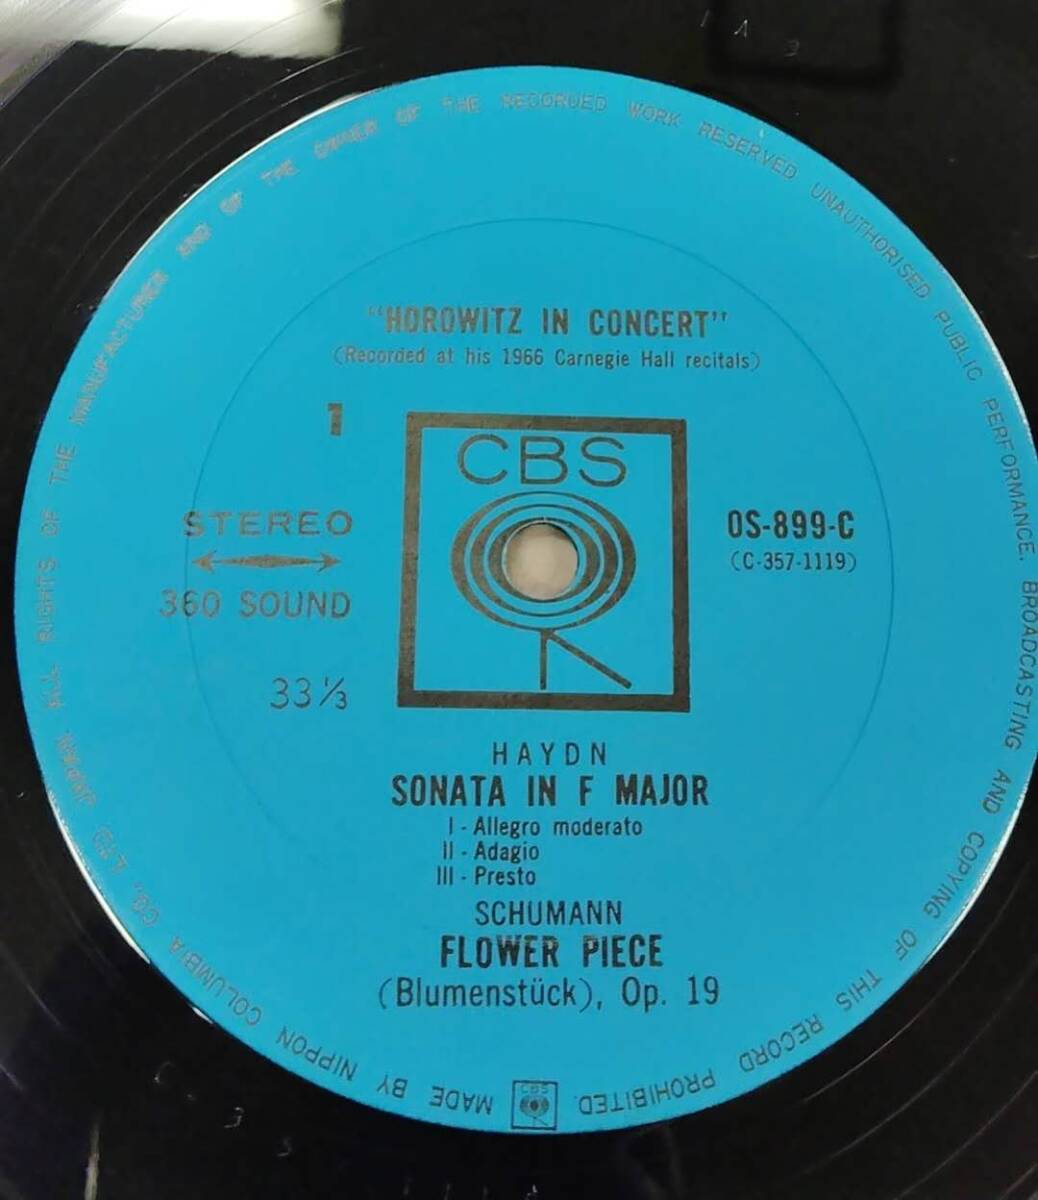 "HOROWITZ IN CONCERT"
(Recorded at his 1966 Carnegie Hall recitals)
1
CBS
STEREO
360 SOUND
33 ⅓
OS-899-C
(C-357-1119)
HAYDN
SONATA IN F MAJOR
I - Allegro moderato
II - Adagio
III - Presto
SCHUMANN
FLOWER PIECE
(Blumenstück), Op. 19
MADE BY NIPPON COLUMBIA CO., LTD JAPAN. ALL RIGHTS OF THE MANUFACTURER AND OF THE OWNER OF THE RECORDED WORK RESERVED UNAUTHORISED PUBLIC PERFORMANCE. BROADCASTING AND COPYING OF THIS RECORD PROHIBITED.
CBS